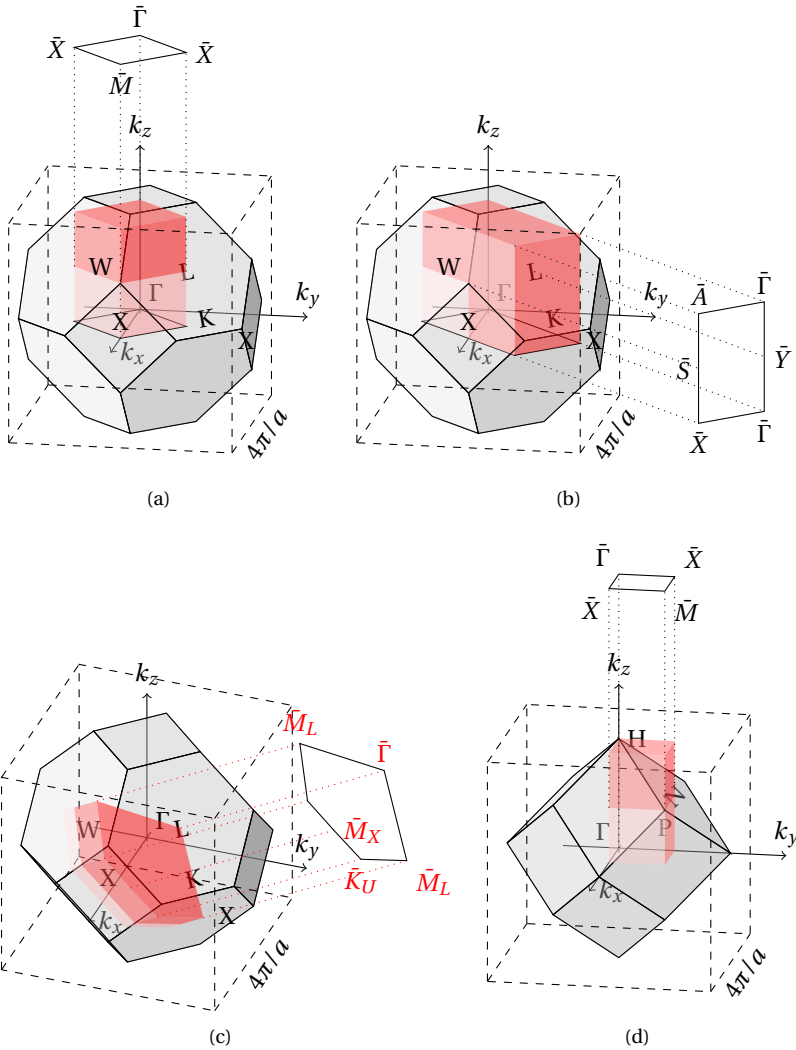 Γ̄
X̄ X̄
M̄
k_z
W
L
Γ
X
K
k_y
k_x
X
4π/a
(a)
k_z
W
L
Γ
k_y
X
K
X
k_x
4π/a
Ā
Γ̄
S̄
Ȳ
X̄
Γ̄
(b)
k_z
M̄_L
Γ̄
W
Γ
L
M̄_X
k_y
X
K
K̄_U
M̄_L
k_x
X
4π/a
(c)
Γ̄
X̄
X̄
M̄
k_z
H
N
Γ
P
k_y
k_x
4π/a
(d)